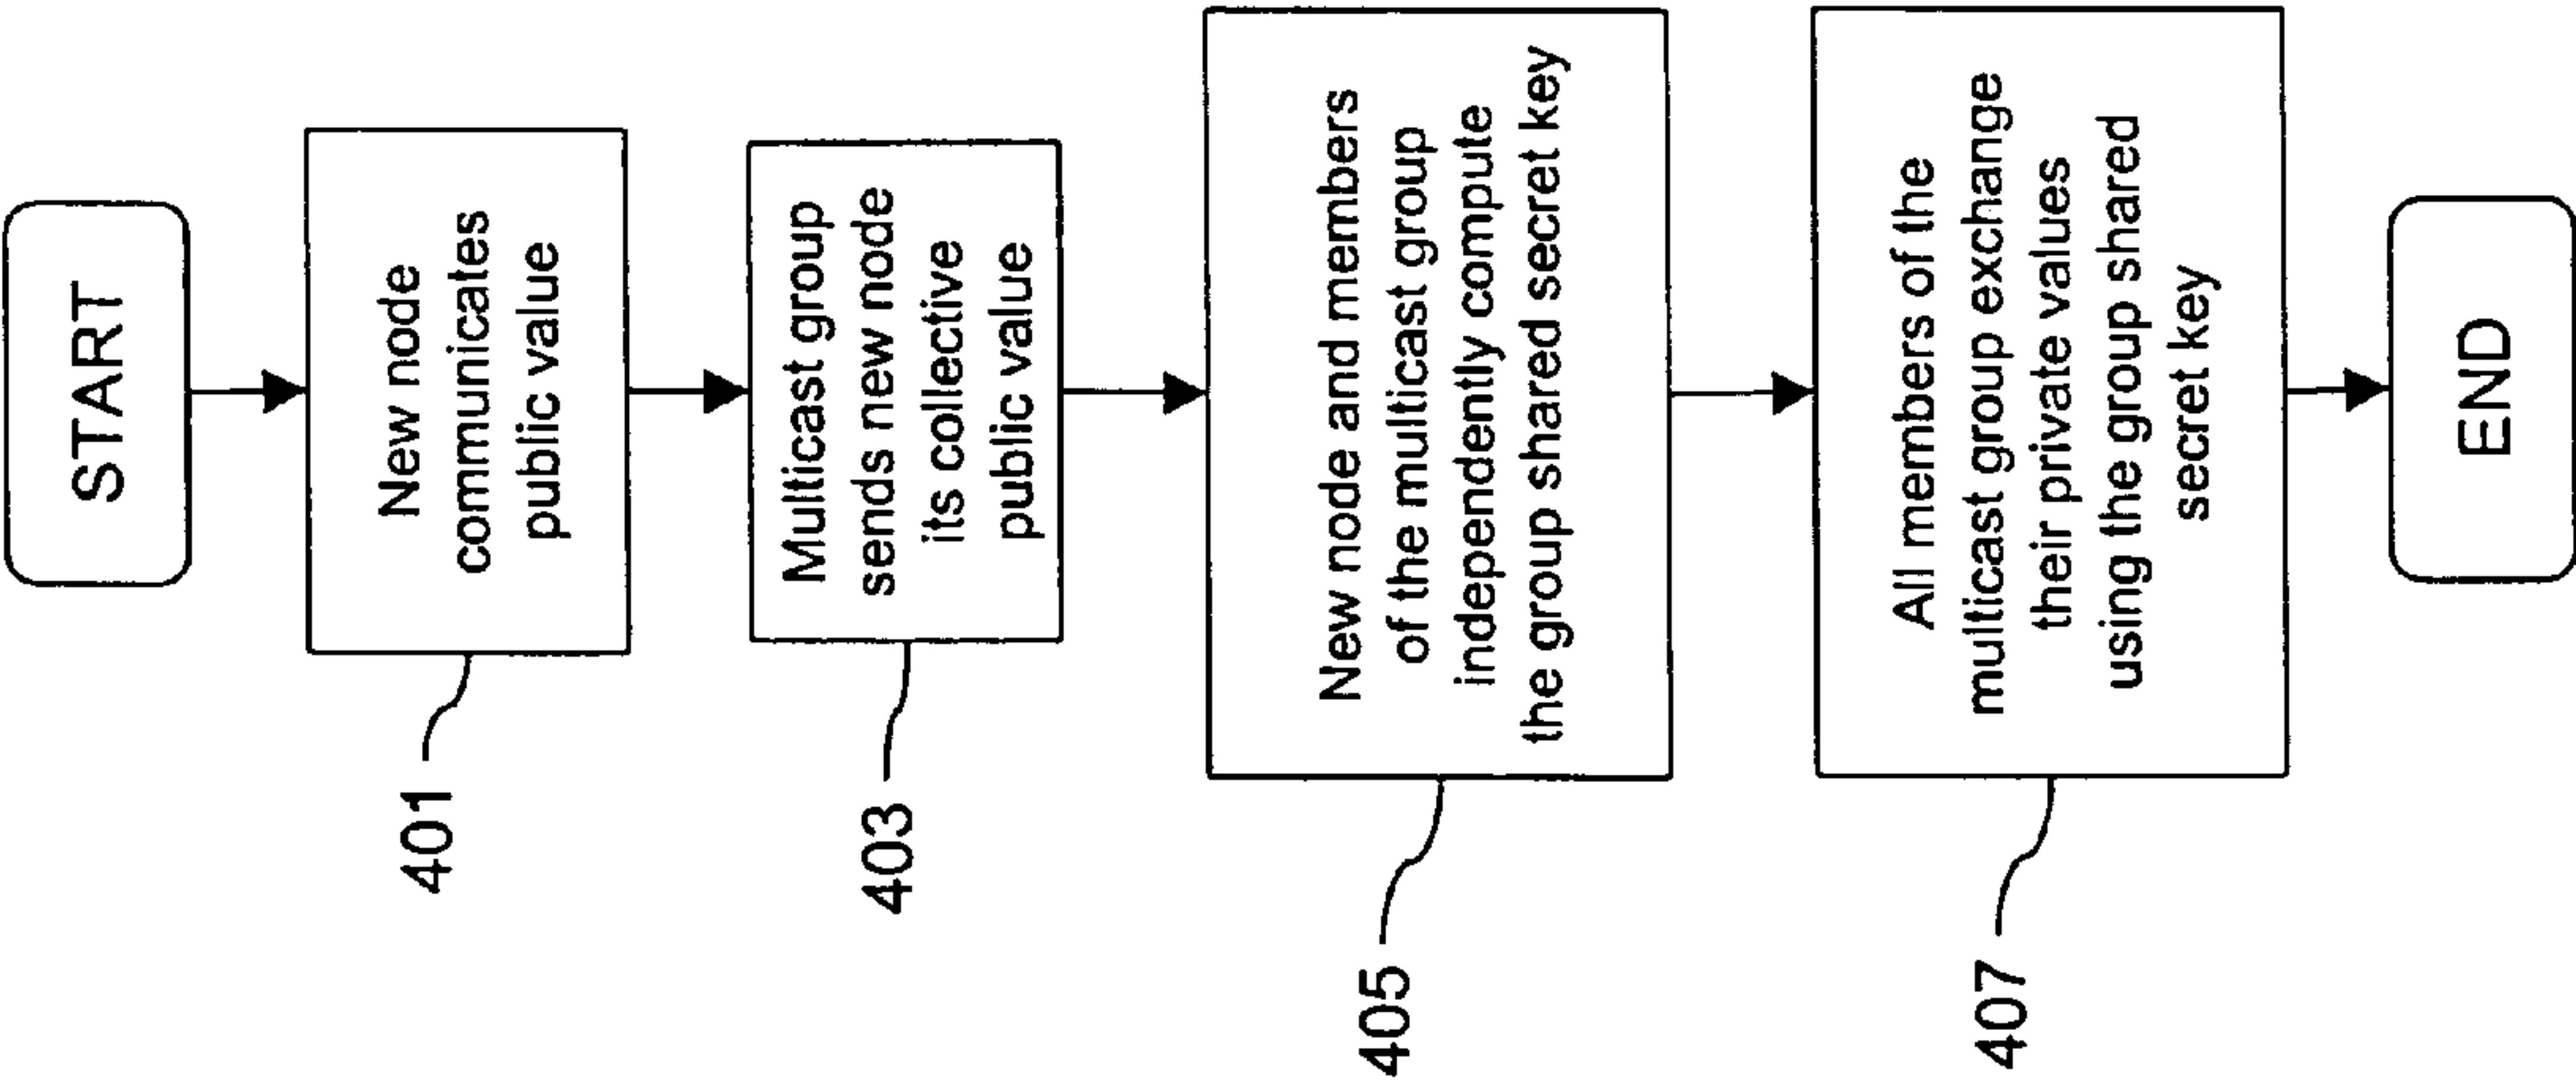 START
New node
communicates
public value
401
Multicast group
sends new node
its collective
public value
403
New node and members
of the multicast group
independently compute
the group shared secret key
405
All members of the
multicast group exchange
their private values
using the group shared
secret key
407
END